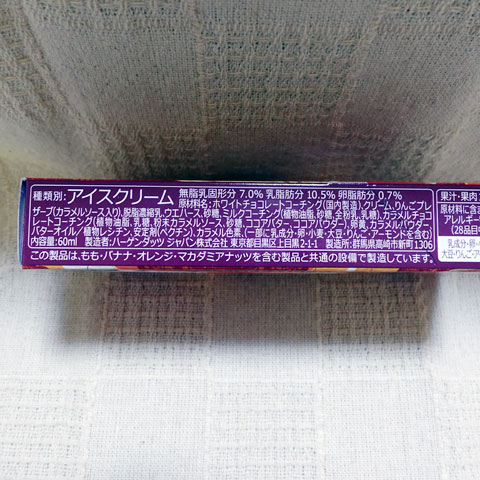 種類別:アイスクリーム 無脂乳固形分 7.0% 乳脂肪分 10.5% 卵脂肪分 0.7%
原材料名:ホワイトチョコレートコーチング(国内製造)、クリーム、りんごプレ
ザーブ(カラメルソース入り)、脱脂濃縮乳、ウエハース、砂糖、ミルクコーチング(植物油脂、砂糖、全粉乳、乳糖)、カラメルチョコ
レートコーチング(植物油脂、乳糖、粉末カラメルソース、砂糖、ココアバター、ココアパウダー)、卵黄、カラメルパウダー、
バターオイル/植物レシチン、安定剤(ペクチン)、カラメル色素、(一部に乳成分・卵・小麦・大豆・りんご・アーモンドを含む)
内容量:60ml 製造者:ハーゲンダッツ ジャパン株式会社 東京都目黒区上目黒2-1-1 製造所:群馬県高崎市新町1306
この製品は、もも・バナナ・オレンジ・マカダミアナッツを含む製品と共通の設備で製造しています。
果汁・果肉
原材料に含
アレルギー
(28品目中
乳成分・卵
大豆・りんご・ア